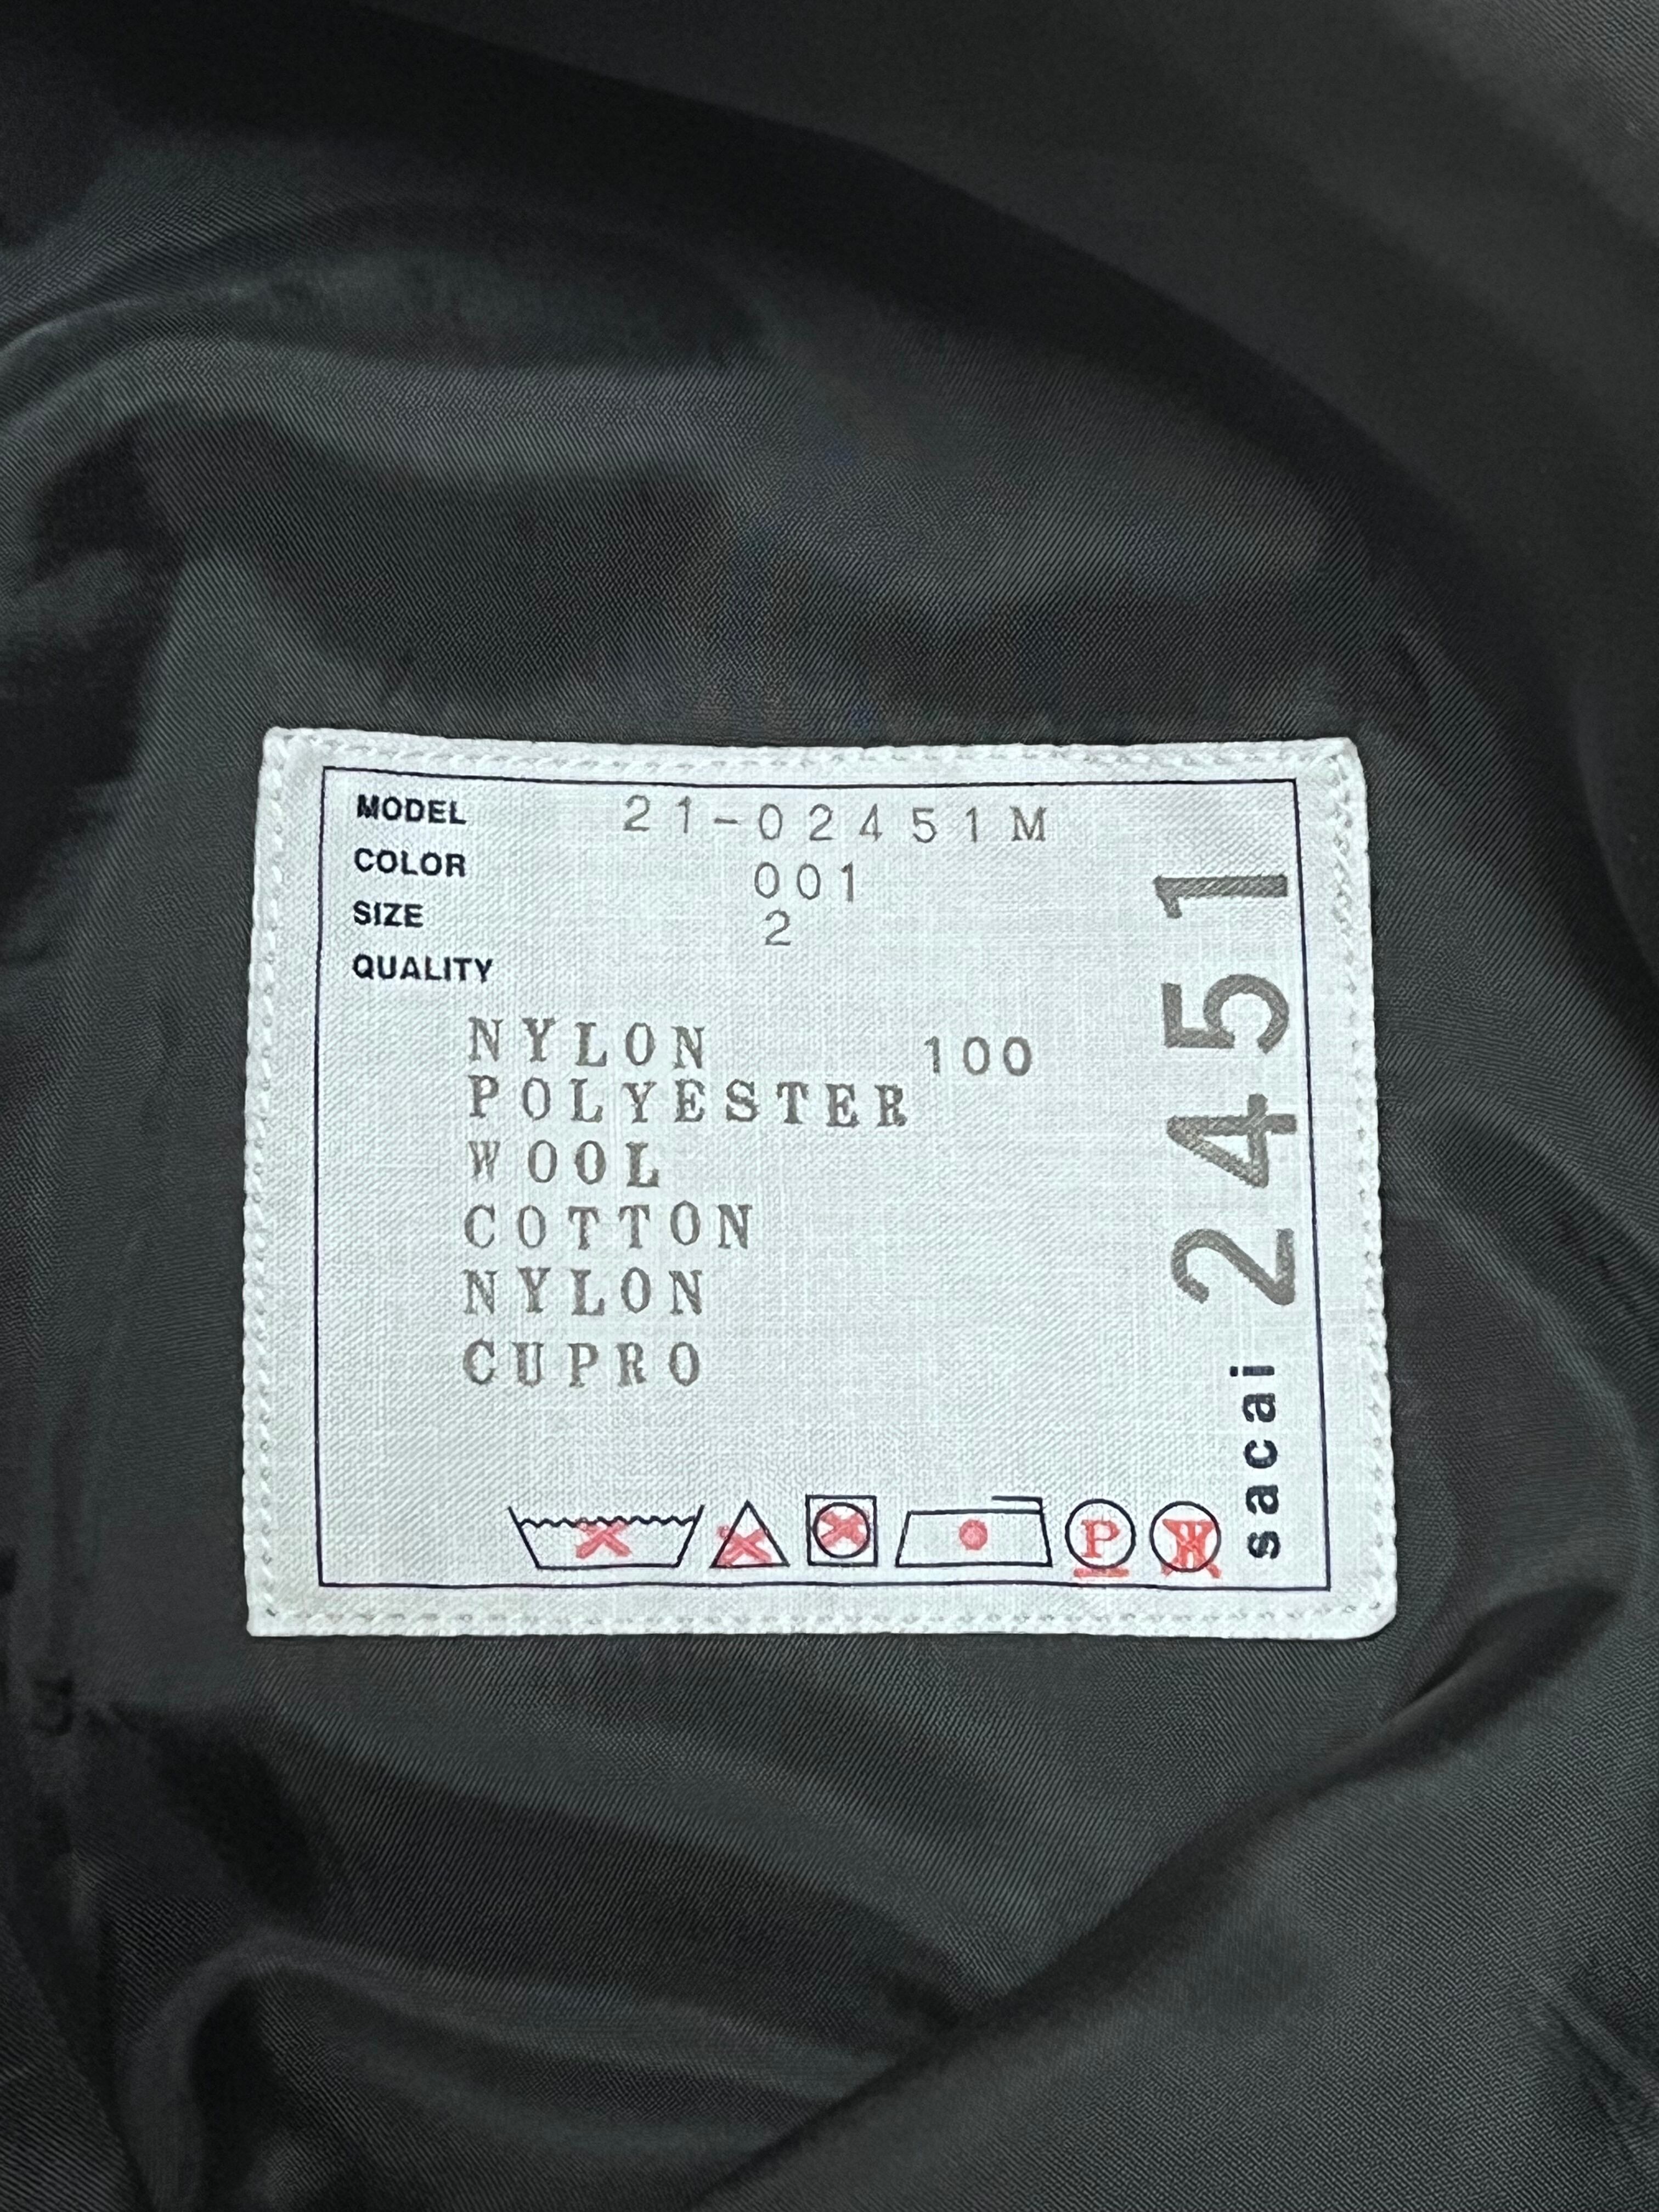 MODEL 21-02451M
COLOR 001
SIZE 2
QUALITY
NYLON 100
POLYESTER
WOOL
COTTON
NYLON
CUPRO
P W
sacai 2451